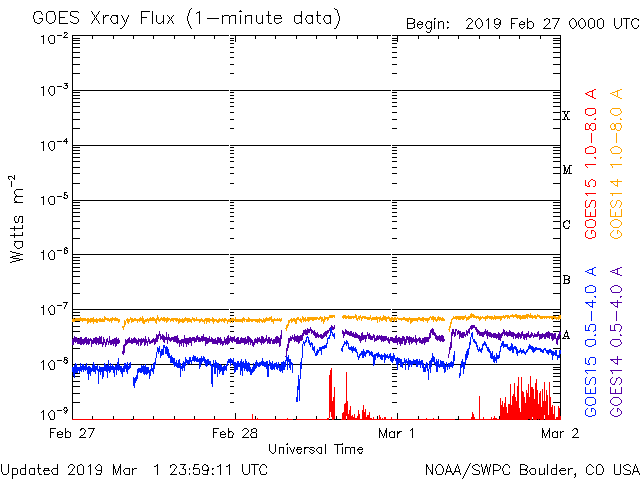 GOES Xray Flux (1-minute data)
Begin: 2019 Feb 27 0000 UTC
10⁻²
10⁻³
10⁻⁴
10⁻⁵
10⁻⁶
10⁻⁷
10⁻⁸
10⁻⁹
Watts m⁻²
X
M
C
B
A
GOES15 1.0-8.0 A
GOES14 1.0-8.0 A
GOES15 0.5-4.0 A
GOES14 0.5-4.0 A
Feb 27
Feb 28
Mar 1
Mar 2
Universal Time
Updated 2019 Mar 1 23:59:11 UTC
NOAA/SWPC Boulder, CO USA